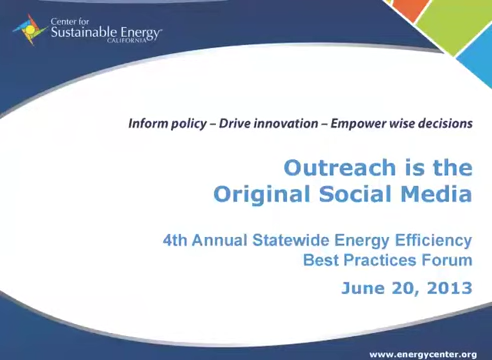 Center for
Sustainable Energy
CALIFORNIA
Inform policy – Drive innovation – Empower wise decisions
Outreach is the
Original Social Media
4th Annual Statewide Energy Efficiency
Best Practices Forum
June 20, 2013
www.energycenter.org